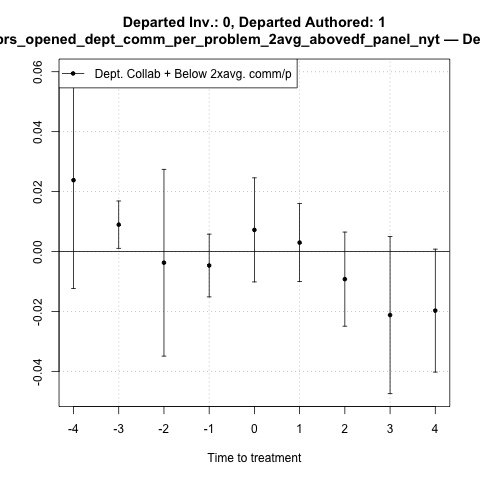 Departed Inv.: 0, Departed Authored: 1
prs_opened_dept_comm_per_problem_2avg_abovedf_panel_nyt — De
Dept. Collab + Below 2xavg. comm/p
0.06
0.04
0.02
0.00
-0.02
-0.04
-4 -3 -2 -1 0 1 2 3 4
Time to treatment